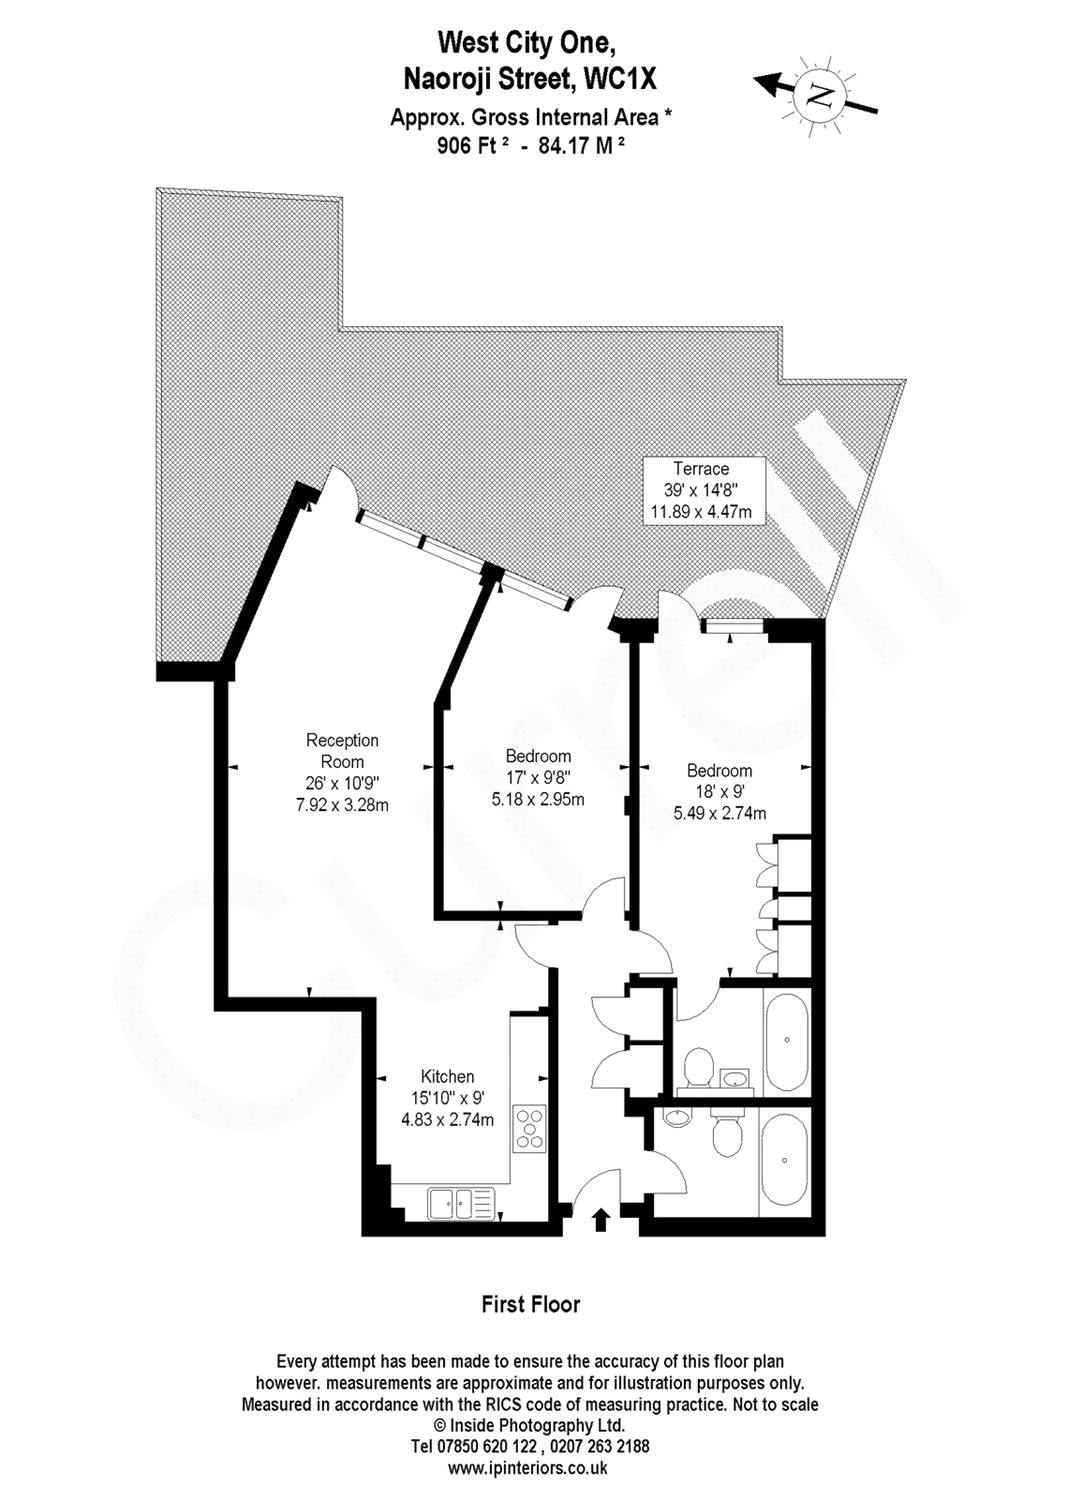 West City One,
Naoroji Street, WC1X
Approx. Gross Internal Area *
906 Ft ² - 84.17 M ²
N
Terrace
39' x 14'8"
11.89 x 4.47m
Reception
Room
26' x 10'9"
7.92 x 3.28m
Bedroom
17' x 9'8"
5.18 x 2.95m
Bedroom
18' x 9'
5.49 x 2.74m
Kitchen
15'10" x 9'
4.83 x 2.74m
Curell
First Floor
Every attempt has been made to ensure the accuracy of this floor plan
however. measurements are approximate and for illustration purposes only.
Measured in accordance with the RICS code of measuring practice. Not to scale
© Inside Photography Ltd.
Tel 07850 620 122 , 0207 263 2188
www.ipinteriors.co.uk